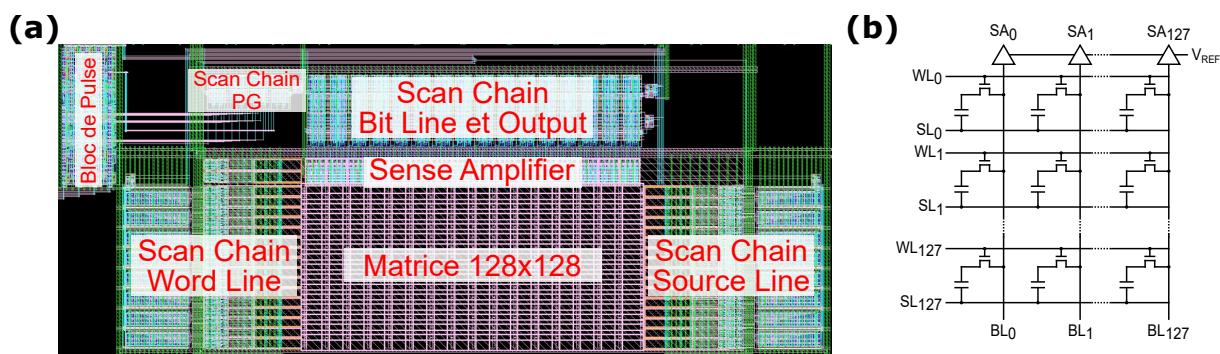 (a)
Bloc de Pulse
Scan Chain
PG
Scan Chain
Bit Line et Output
Sense Amplifier
Scan Chain
Word Line
Matrice 128x128
Scan Chain
Source Line
(b)
SA0 SA1 SA127
VREF
WL0
SL0
WL1
SL1
WL127
SL127
BL0 BL1 BL127